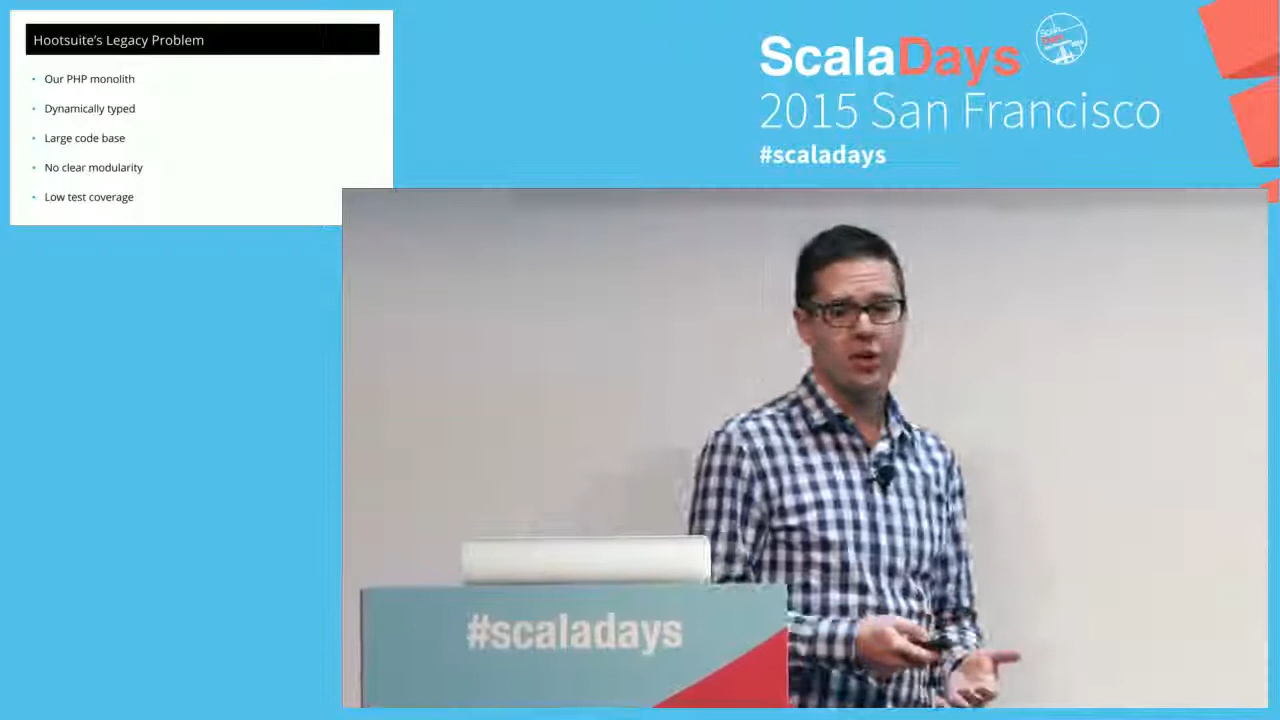 Hootsuite's Legacy Problem
• Our PHP monolith
• Dynamically typed
• Large code base
• No clear modularity
• Low test coverage
ScalaDays
2015 San Francisco
#scaladays
#scaladays